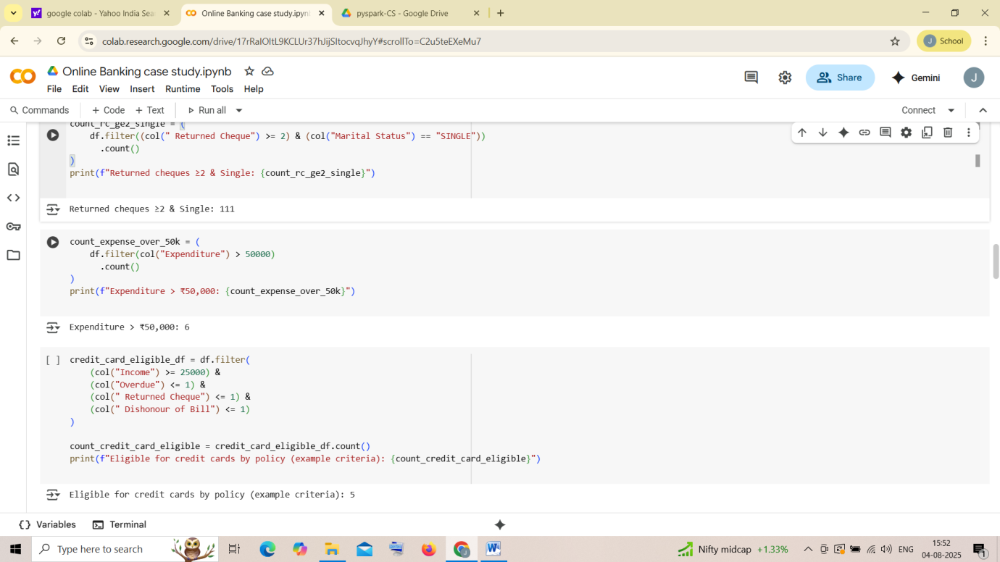 google colab - Yahoo India Sea
Online Banking case study.ipyn
pyspark-CS - Google Drive
colab.research.google.com/drive/17rRaIOltL9KCLUr37hJijSltocvqJhyY#scrollTo=C2u5teEXeMu7
J School
Online Banking case study.ipynb
File Edit View Insert Runtime Tools Help
Share
Gemini
J
Commands + Code + Text Run all
Connect
count_rc_ge2_single = (
df.filter((col(" Returned Cheque") >= 2) & (col("Marital Status") == "SINGLE"))
.count()
)
print(f"Returned cheques ≥2 & Single: {count_rc_ge2_single}")
Returned cheques ≥2 & Single: 111
count_expense_over_50k = (
df.filter(col("Expenditure") > 50000)
.count()
)
print(f"Expenditure > ₹50,000: {count_expense_over_50k}")
Expenditure > ₹50,000: 6
[ ] credit_card_eligible_df = df.filter(
(col("Income") >= 25000) &
(col("Overdue") <= 1) &
(col(" Returned Cheque") <= 1) &
(col(" Dishonour of Bill") <= 1)
)
count_credit_card_eligible = credit_card_eligible_df.count()
print(f"Eligible for credit cards by policy (example criteria): {count_credit_card_eligible}")
Eligible for credit cards by policy (example criteria): 5
{} Variables Terminal
Type here to search
Nifty midcap +1.33%
ENG
15:52
04-08-2025
1